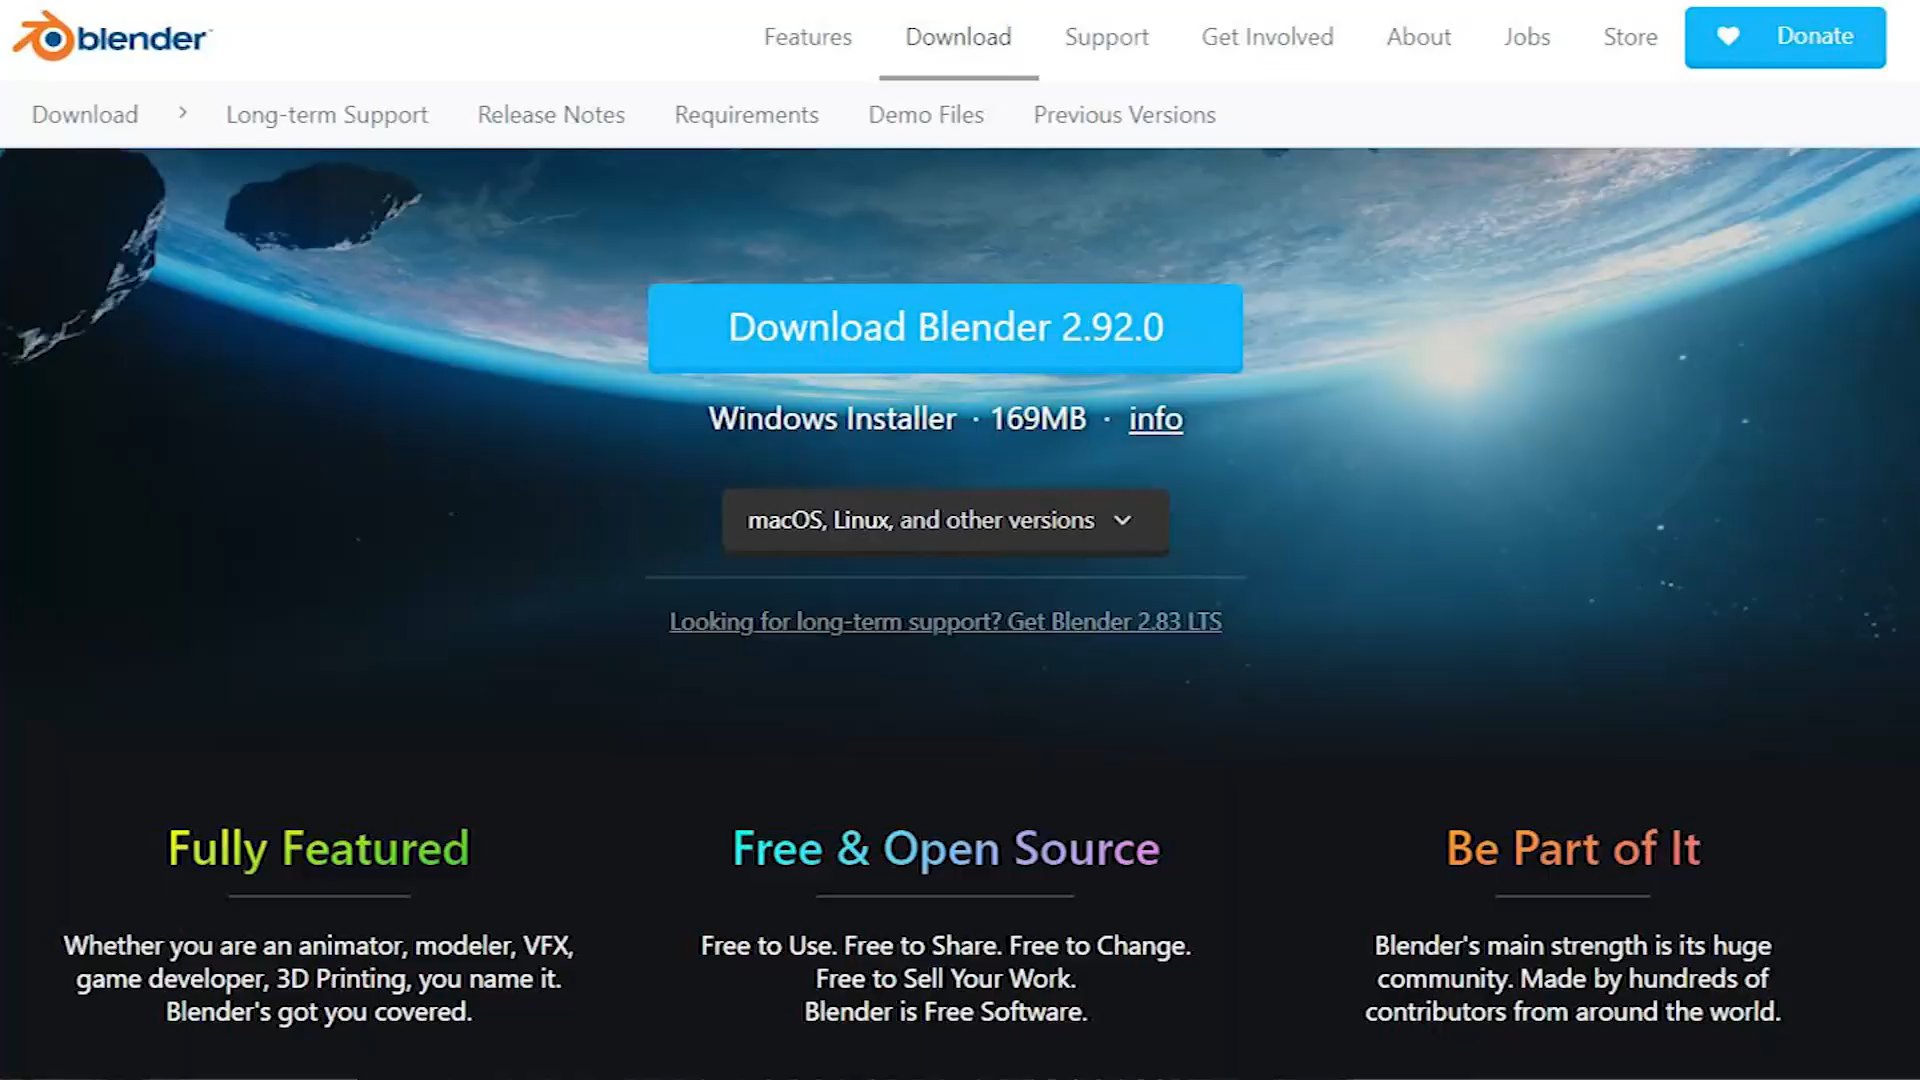 blender
Features Download Support Get Involved About Jobs Store Donate
Download > Long-term Support Release Notes Requirements Demo Files Previous Versions
Download Blender 2.92.0
Windows Installer · 169MB · info
macOS, Linux, and other versions
Looking for long-term support? Get Blender 2.83 LTS
Fully Featured
Whether you are an animator, modeler, VFX,
game developer, 3D Printing, you name it.
Blender's got you covered.
Free & Open Source
Free to Use. Free to Share. Free to Change.
Free to Sell Your Work.
Blender is Free Software.
Be Part of It
Blender's main strength is its huge
community. Made by hundreds of
contributors from around the world.